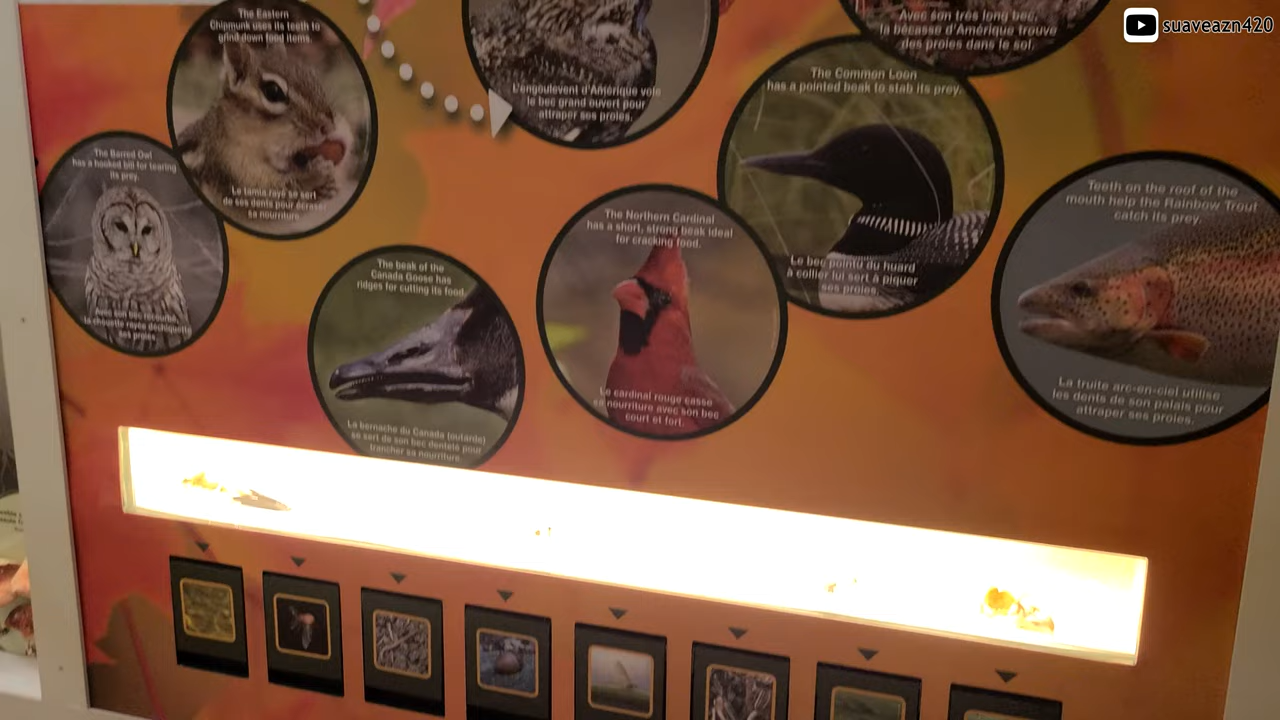 suaveazn420
The Eastern
Chipmunk uses its teeth to
grind down food items.
Le tamia rayé se sert
de ses dents pour écraser
sa nourriture.
L'engoulevent d'Amérique vole
le bec grand ouvert pour
attraper ses proies.
Avec son très long bec,
la bécasse d'Amérique trouve
des proies dans le sol.
The Common Loon
has a pointed beak to stab its prey.
Le bec pointu du huard
à collier lui sert à piquer
ses proies.
The Barred Owl
has a hooked bill for tearing
its prey.
Avec son bec recourbé,
la chouette rayée déchiquette
ses proies.
Teeth on the roof of the
mouth help the Rainbow Trout
catch its prey.
La truite arc-en-ciel utilise
les dents de son palais pour
attraper ses proies.
The Northern Cardinal
has a short, strong beak ideal
for cracking food.
Le cardinal rouge casse
sa nourriture avec son bec
court et fort.
The beak of the
Canada Goose has
ridges for cutting its food.
La bernache du Canada (outarde)
se sert de son bec dentelé pour
trancher sa nourriture.